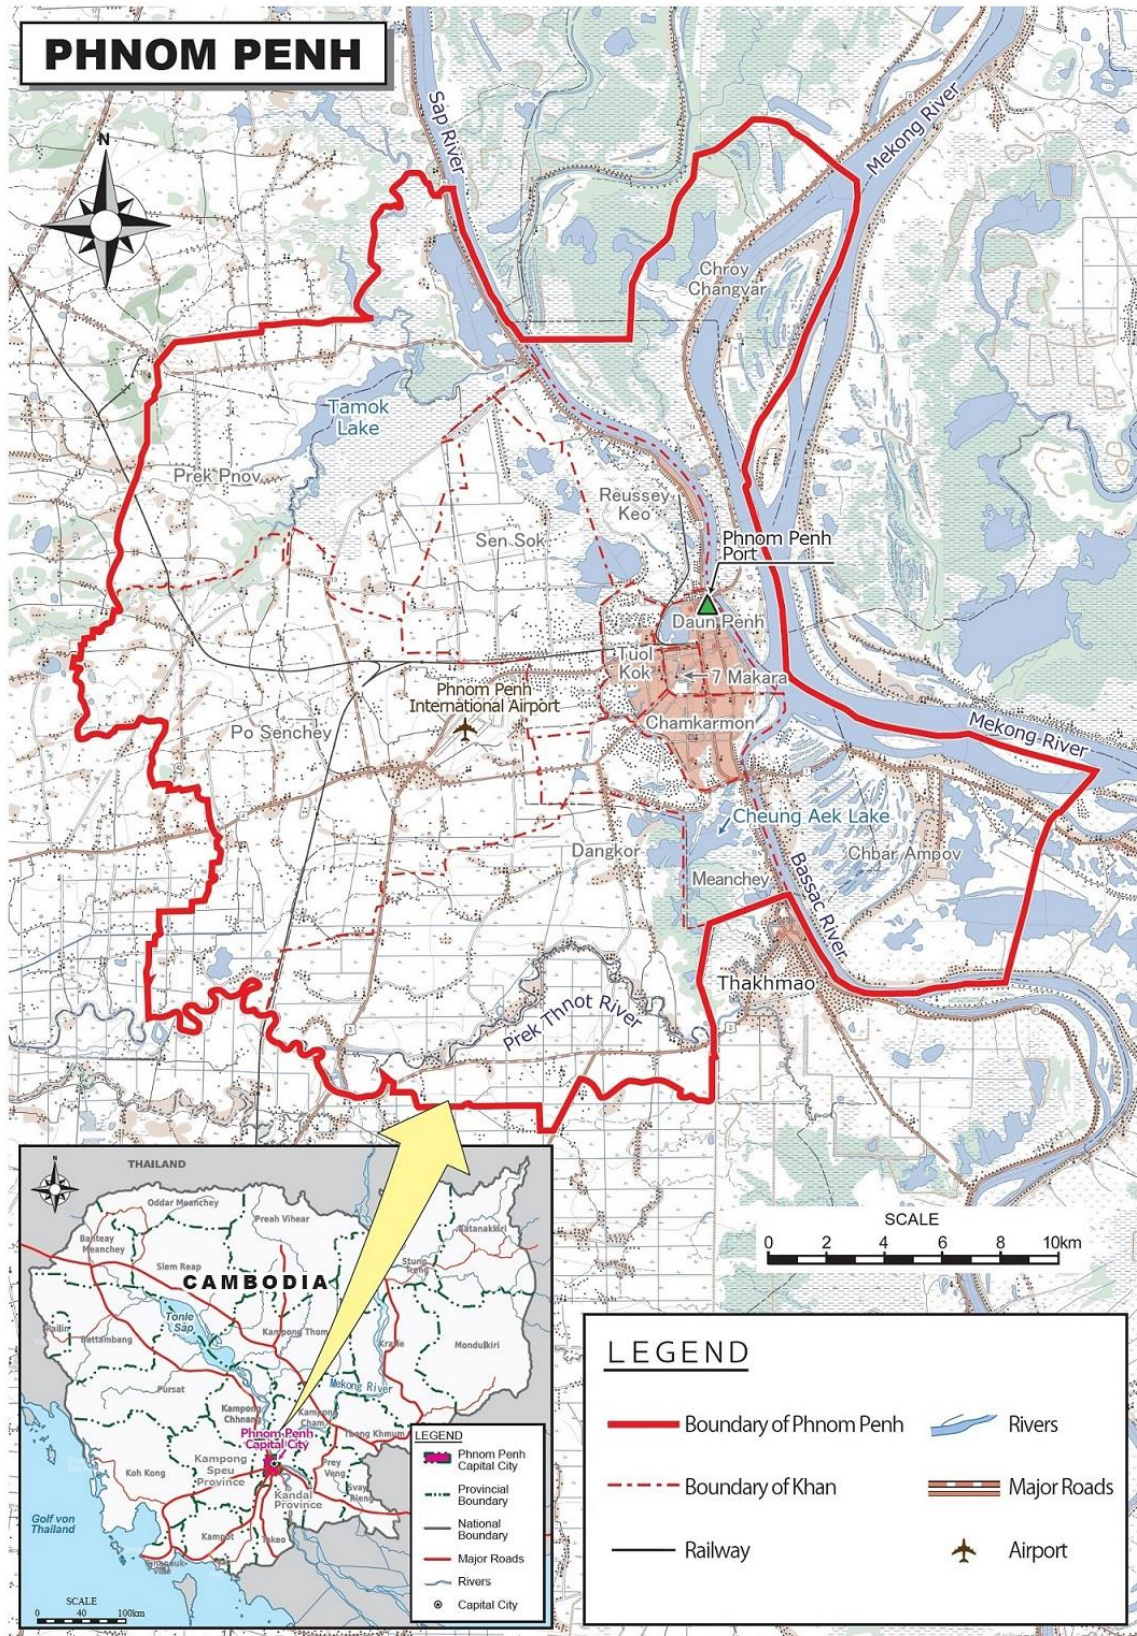 PHNOM PENH
N
Sap River
Mekong River
Chroy
Changvar
Tamok
Lake
Prek Pnov
Reussey
Keo
Sen Sok
Phnom Penh
Port
Daun Penh
Tuol
Kok
7 Makara
Phnom Penh
International Airport
Po Senchey
Chamkarmon
Mekong River
Cheung Aek Lake
Dangkor
Chbar Ampov
Meanchey
Bassac River
Thakhmao
Prek Thnot River
SCALE
0 2 4 6 8 10km
LEGEND
Boundary of Phnom Penh
Rivers
Boundary of Khan
Major Roads
Railway
Airport
N
THAILAND
Oddar Meanchey
Preah Vihear
Banteay
Meanchey
Siem Reap
Stung
Treng
CAMBODIA
Tonle
Sap
Battambang
Kampong Thom
Kratie
Mondulkiri
Pursat
Mekong River
Kampong
Chhnang
Kampong
Cham
Phnom Penh
Capital City
Kampong
Speu
Province
Koh Kong
Prey
Veng
Svay
Rieng
Kandal
Province
Golf von
Thailand
Kampot
SCALE
0 40 100km
LEGEND
Phnom Penh
Capital City
Provincial
Boundary
National
Boundary
Major Roads
Rivers
Capital City